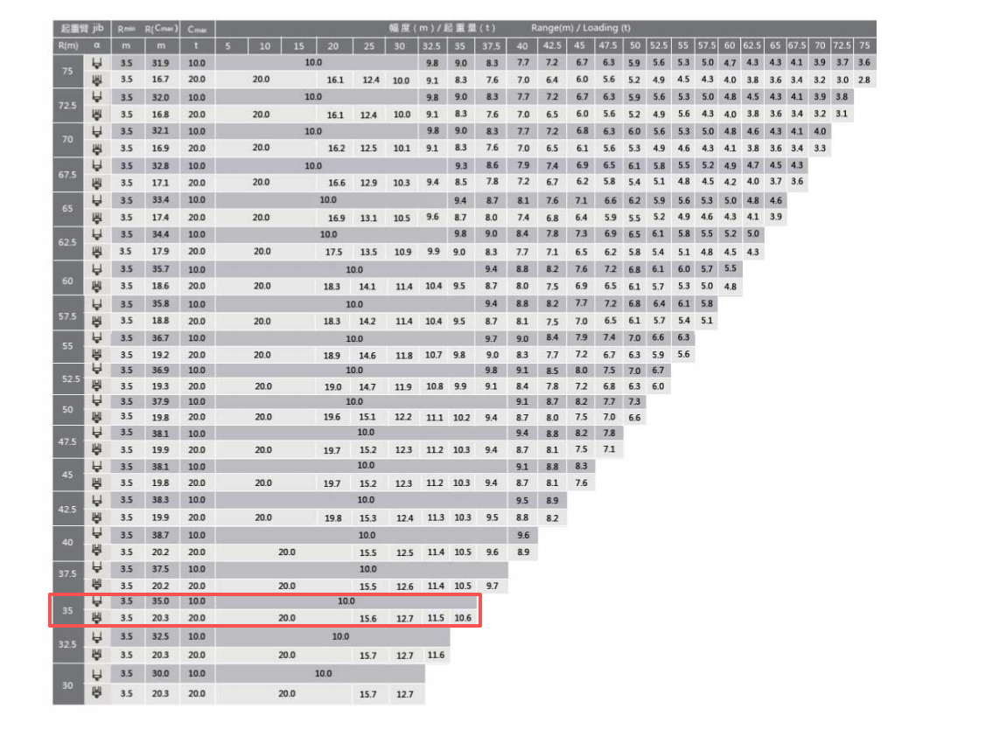 起重臂 jib Rmin R(Cmax) Cmax 幅度(m)/起重量(t) Range(m) / Loading (t)
R(m) α m m t 5 10 15 20 25 30 32.5 35 37.5 40 42.5 45 47.5 50 52.5 55 57.5 60 62.5 65 67.5 70 72.5 75
75 3.5 31.9 10.0 10.0 9.8 9.0 8.3 7.7 7.2 6.7 6.3 5.9 5.6 5.3 5.0 4.7 4.3 4.3 4.1 3.9 3.7 3.6
3.5 16.7 20.0 20.0 16.1 12.4 10.0 9.1 8.3 7.6 7.0 6.4 6.0 5.6 5.2 4.9 4.5 4.3 4.0 3.8 3.6 3.4 3.2 3.0 2.8
72.5 3.5 32.0 10.0 10.0 9.8 9.0 8.3 7.7 7.2 6.7 6.3 5.9 5.6 5.3 5.0 4.8 4.5 4.3 4.1 3.9 3.8
3.5 16.8 20.0 20.0 16.1 12.4 10.0 9.1 8.3 7.6 7.0 6.5 6.0 5.6 5.2 4.9 5.6 4.3 4.0 3.8 3.6 3.4 3.2 3.1
70 3.5 32.1 10.0 10.0 9.8 9.0 8.3 7.7 7.2 6.8 6.3 6.0 5.6 5.3 5.0 4.8 4.6 4.3 4.1 4.0
3.5 16.9 20.0 20.0 16.2 12.5 10.1 9.1 8.3 7.6 7.0 6.5 6.1 5.6 5.3 4.9 4.6 4.3 4.1 3.8 3.6 3.4 3.3
67.5 3.5 32.8 10.0 10.0 9.3 8.6 7.9 7.4 6.9 6.5 6.1 5.8 5.5 5.2 4.9 4.7 4.5 4.3
3.5 17.1 20.0 20.0 16.6 12.9 10.3 9.4 8.5 7.8 7.2 6.7 6.2 5.8 5.4 5.1 4.8 4.5 4.2 4.0 3.7 3.6
65 3.5 33.4 10.0 10.0 9.4 8.7 8.1 7.6 7.1 6.6 6.2 5.9 5.6 5.3 5.0 4.8 4.6
3.5 17.4 20.0 20.0 16.9 13.1 10.5 9.6 8.7 8.0 7.4 6.8 6.4 5.9 5.5 5.2 4.9 4.6 4.3 4.1 3.9
62.5 3.5 34.4 10.0 10.0 9.8 9.0 8.4 7.8 7.3 6.9 6.5 6.1 5.8 5.5 5.2 5.0
3.5 17.9 20.0 20.0 17.5 13.5 10.9 9.9 9.0 8.3 7.7 7.1 6.5 6.2 5.8 5.4 5.1 4.8 4.5 4.3
60 3.5 35.7 10.0 10.0 9.4 8.8 8.2 7.6 7.2 6.8 6.1 6.0 5.7 5.5
3.5 18.6 20.0 20.0 18.3 14.1 11.4 10.4 9.5 8.7 8.0 7.5 6.9 6.5 6.1 5.7 5.3 5.0 4.8
57.5 3.5 35.8 10.0 10.0 9.4 8.8 8.2 7.7 7.2 6.8 6.4 6.1 5.8
3.5 18.8 20.0 20.0 18.3 14.2 11.4 10.4 9.5 8.7 8.1 7.5 7.0 6.5 6.1 5.7 5.4 5.1
55 3.5 36.7 10.0 10.0 9.7 9.0 8.4 7.9 7.4 7.0 6.6 6.3
3.5 19.2 20.0 20.0 18.9 14.6 11.8 10.7 9.8 9.0 8.3 7.7 7.2 6.7 6.3 5.9 5.6
52.5 3.5 36.9 10.0 10.0 9.8 9.1 8.5 8.0 7.5 7.0 6.7
3.5 19.3 20.0 20.0 19.0 14.7 11.9 10.8 9.9 9.1 8.4 7.8 7.2 6.8 6.3 6.0
50 3.5 37.9 10.0 10.0 9.1 8.7 8.2 7.7 7.3
3.5 19.8 20.0 20.0 19.6 15.1 12.2 11.1 10.2 9.4 8.7 8.0 7.5 7.0 6.6
47.5 3.5 38.1 10.0 10.0 9.4 8.8 8.2 7.8
3.5 19.9 20.0 20.0 19.7 15.2 12.3 11.2 10.3 9.4 8.7 8.1 7.5 7.1
45 3.5 38.1 10.0 10.0 9.1 8.8 8.3
3.5 19.8 20.0 20.0 19.7 15.2 12.3 11.2 10.3 9.4 8.7 8.1 7.6
42.5 3.5 38.3 10.0 10.0 9.5 8.9
3.5 19.9 20.0 20.0 19.8 15.3 12.4 11.3 10.3 9.5 8.8 8.2
40 3.5 38.7 10.0 10.0 9.6
3.5 20.2 20.0 20.0 15.5 12.5 11.4 10.5 9.6 8.9
37.5 3.5 37.5 10.0 10.0
3.5 20.2 20.0 20.0 15.5 12.6 11.4 10.5 9.7
35 3.5 35.0 10.0 10.0
3.5 20.3 20.0 20.0 15.6 12.7 11.5 10.6
32.5 3.5 32.5 10.0 10.0
3.5 20.3 20.0 20.0 15.7 12.7 11.6
30 3.5 30.0 10.0 10.0
3.5 20.3 20.0 20.0 15.7 12.7